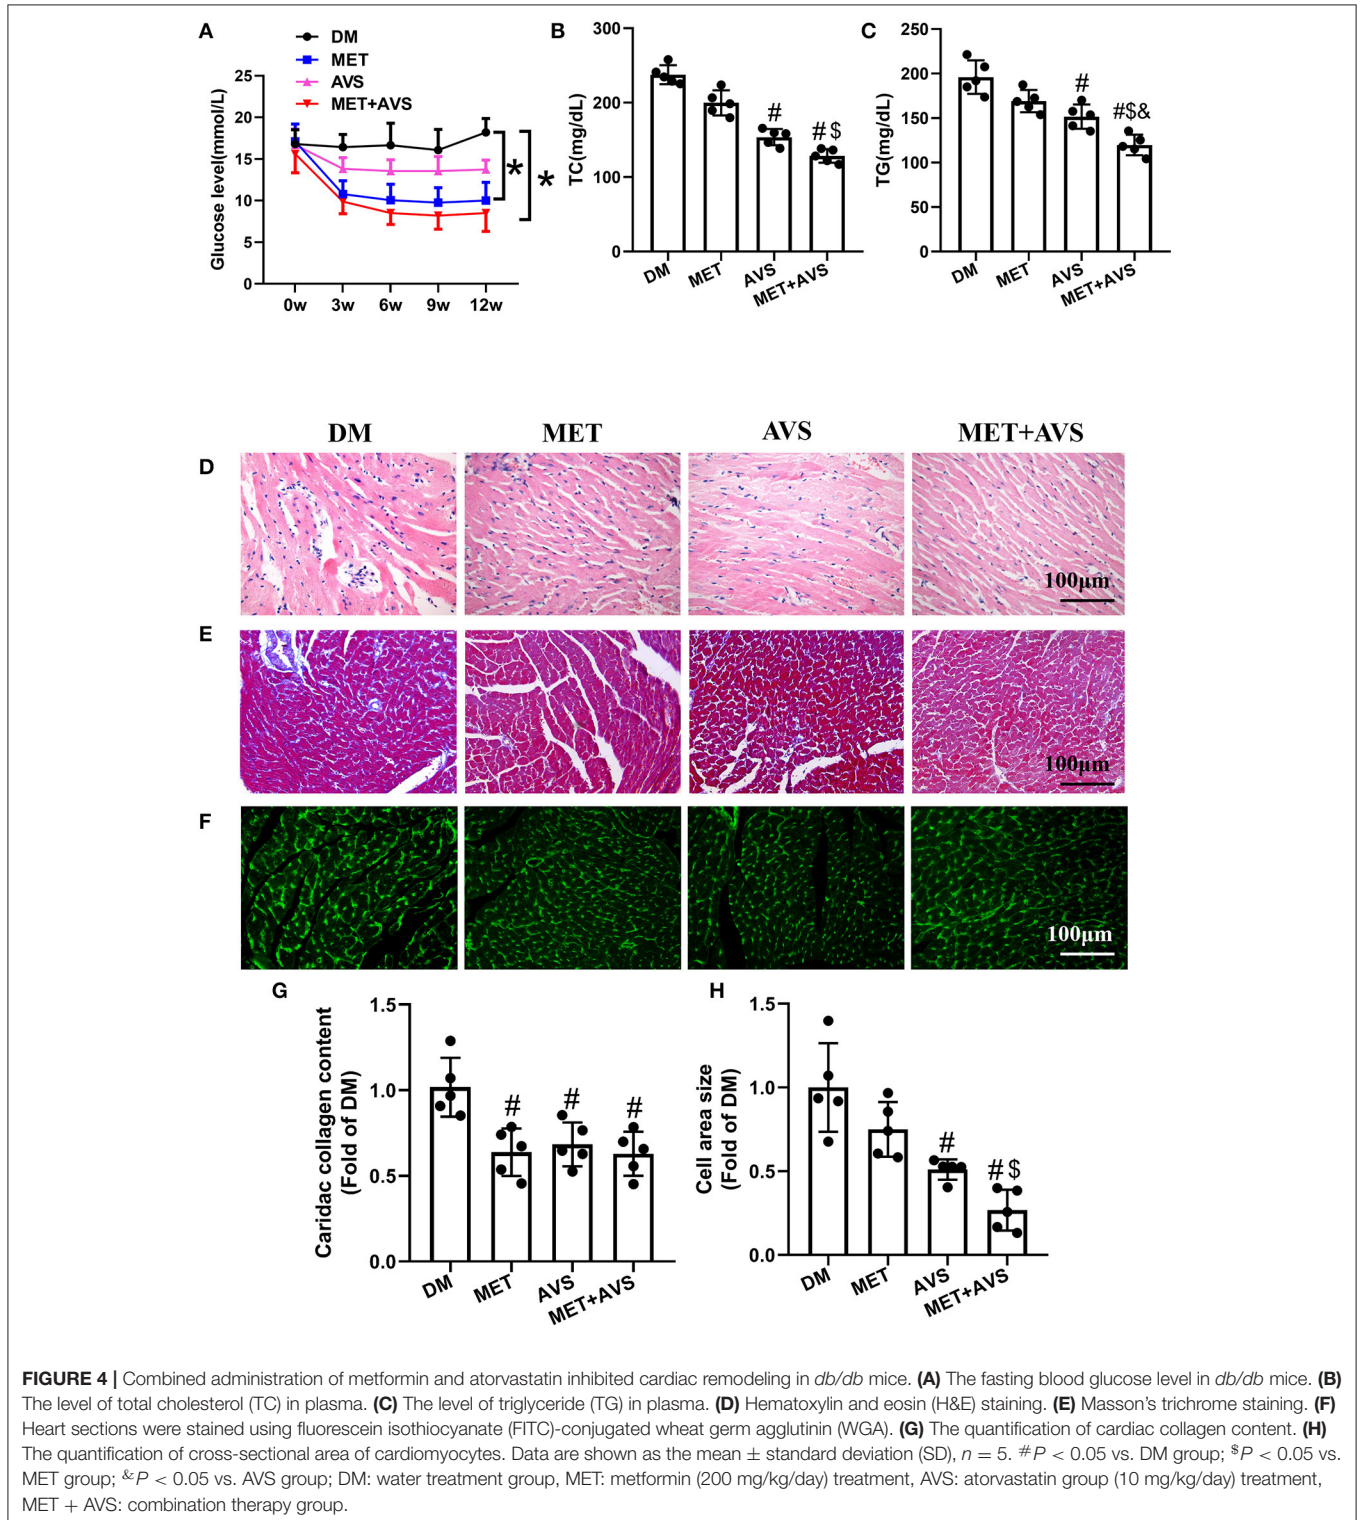 A
DM
MET
AVS
MET+AVS
Glucose level(mmol/L)
25
20
15
10
5
0
0w 3w 6w 9w 12w
*
*
B
TC(mg/dL)
300
200
100
0
#
# $
DM MET AVS MET+AVS
C
TG(mg/dL)
250
200
150
100
50
0
#
#$&
DM MET AVS MET+AVS
DM MET AVS MET+AVS
D
100μm
E
100μm
F
100μm
G
Caridac collagen content
(Fold of DM)
1.5
1.0
0.5
0.0
# # #
DM MET AVS MET+AVS
H
Cell area size
(Fold of DM)
1.5
1.0
0.5
0.0
#
# $
DM MET AVS MET+AVS
FIGURE 4 | Combined administration of metformin and atorvastatin inhibited cardiac remodeling in db/db mice. (A) The fasting blood glucose level in db/db mice. (B)
The level of total cholesterol (TC) in plasma. (C) The level of triglyceride (TG) in plasma. (D) Hematoxylin and eosin (H&E) staining. (E) Masson's trichrome staining. (F)
Heart sections were stained using fluorescein isothiocyanate (FITC)-conjugated wheat germ agglutinin (WGA). (G) The quantification of cardiac collagen content. (H)
The quantification of cross-sectional area of cardiomyocytes. Data are shown as the mean ± standard deviation (SD), n = 5. #P < 0.05 vs. DM group; $P < 0.05 vs.
MET group; &P < 0.05 vs. AVS group; DM: water treatment group, MET: metformin (200 mg/kg/day) treatment, AVS: atorvastatin group (10 mg/kg/day) treatment,
MET + AVS: combination therapy group.